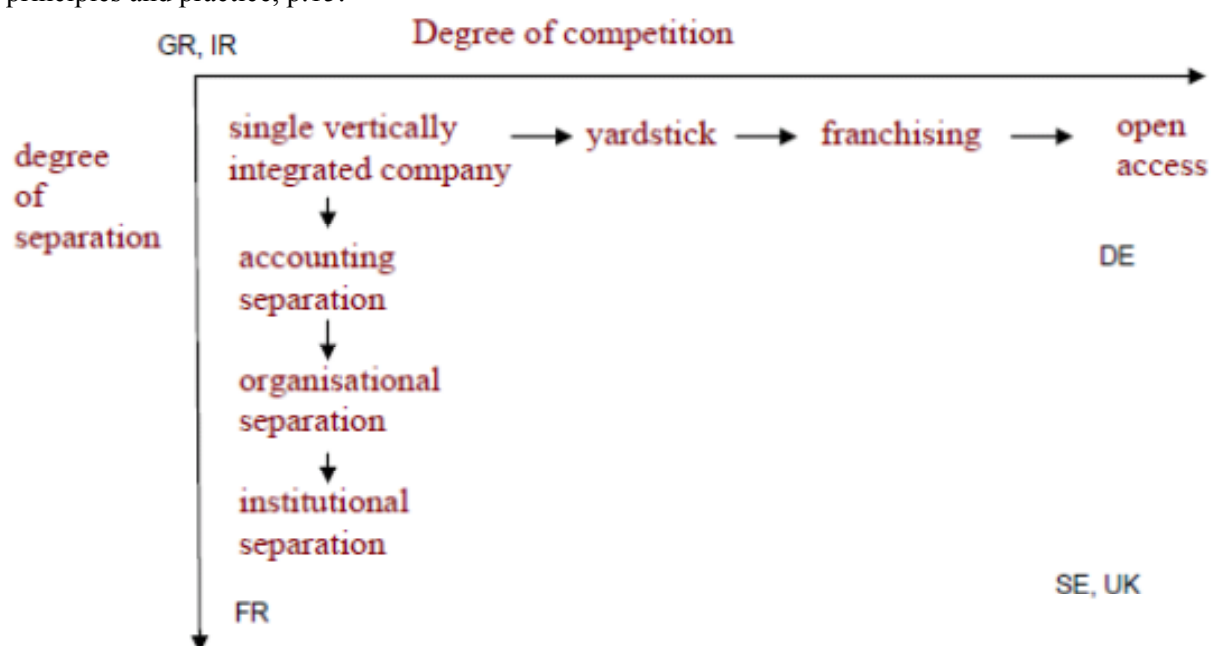 principles and practice, p.15.
GR, IR
Degree of competition
degree
of
separation
single vertically
integrated company
yardstick
franchising
open
access
accounting
separation
DE
organisational
separation
institutional
separation
SE, UK
FR